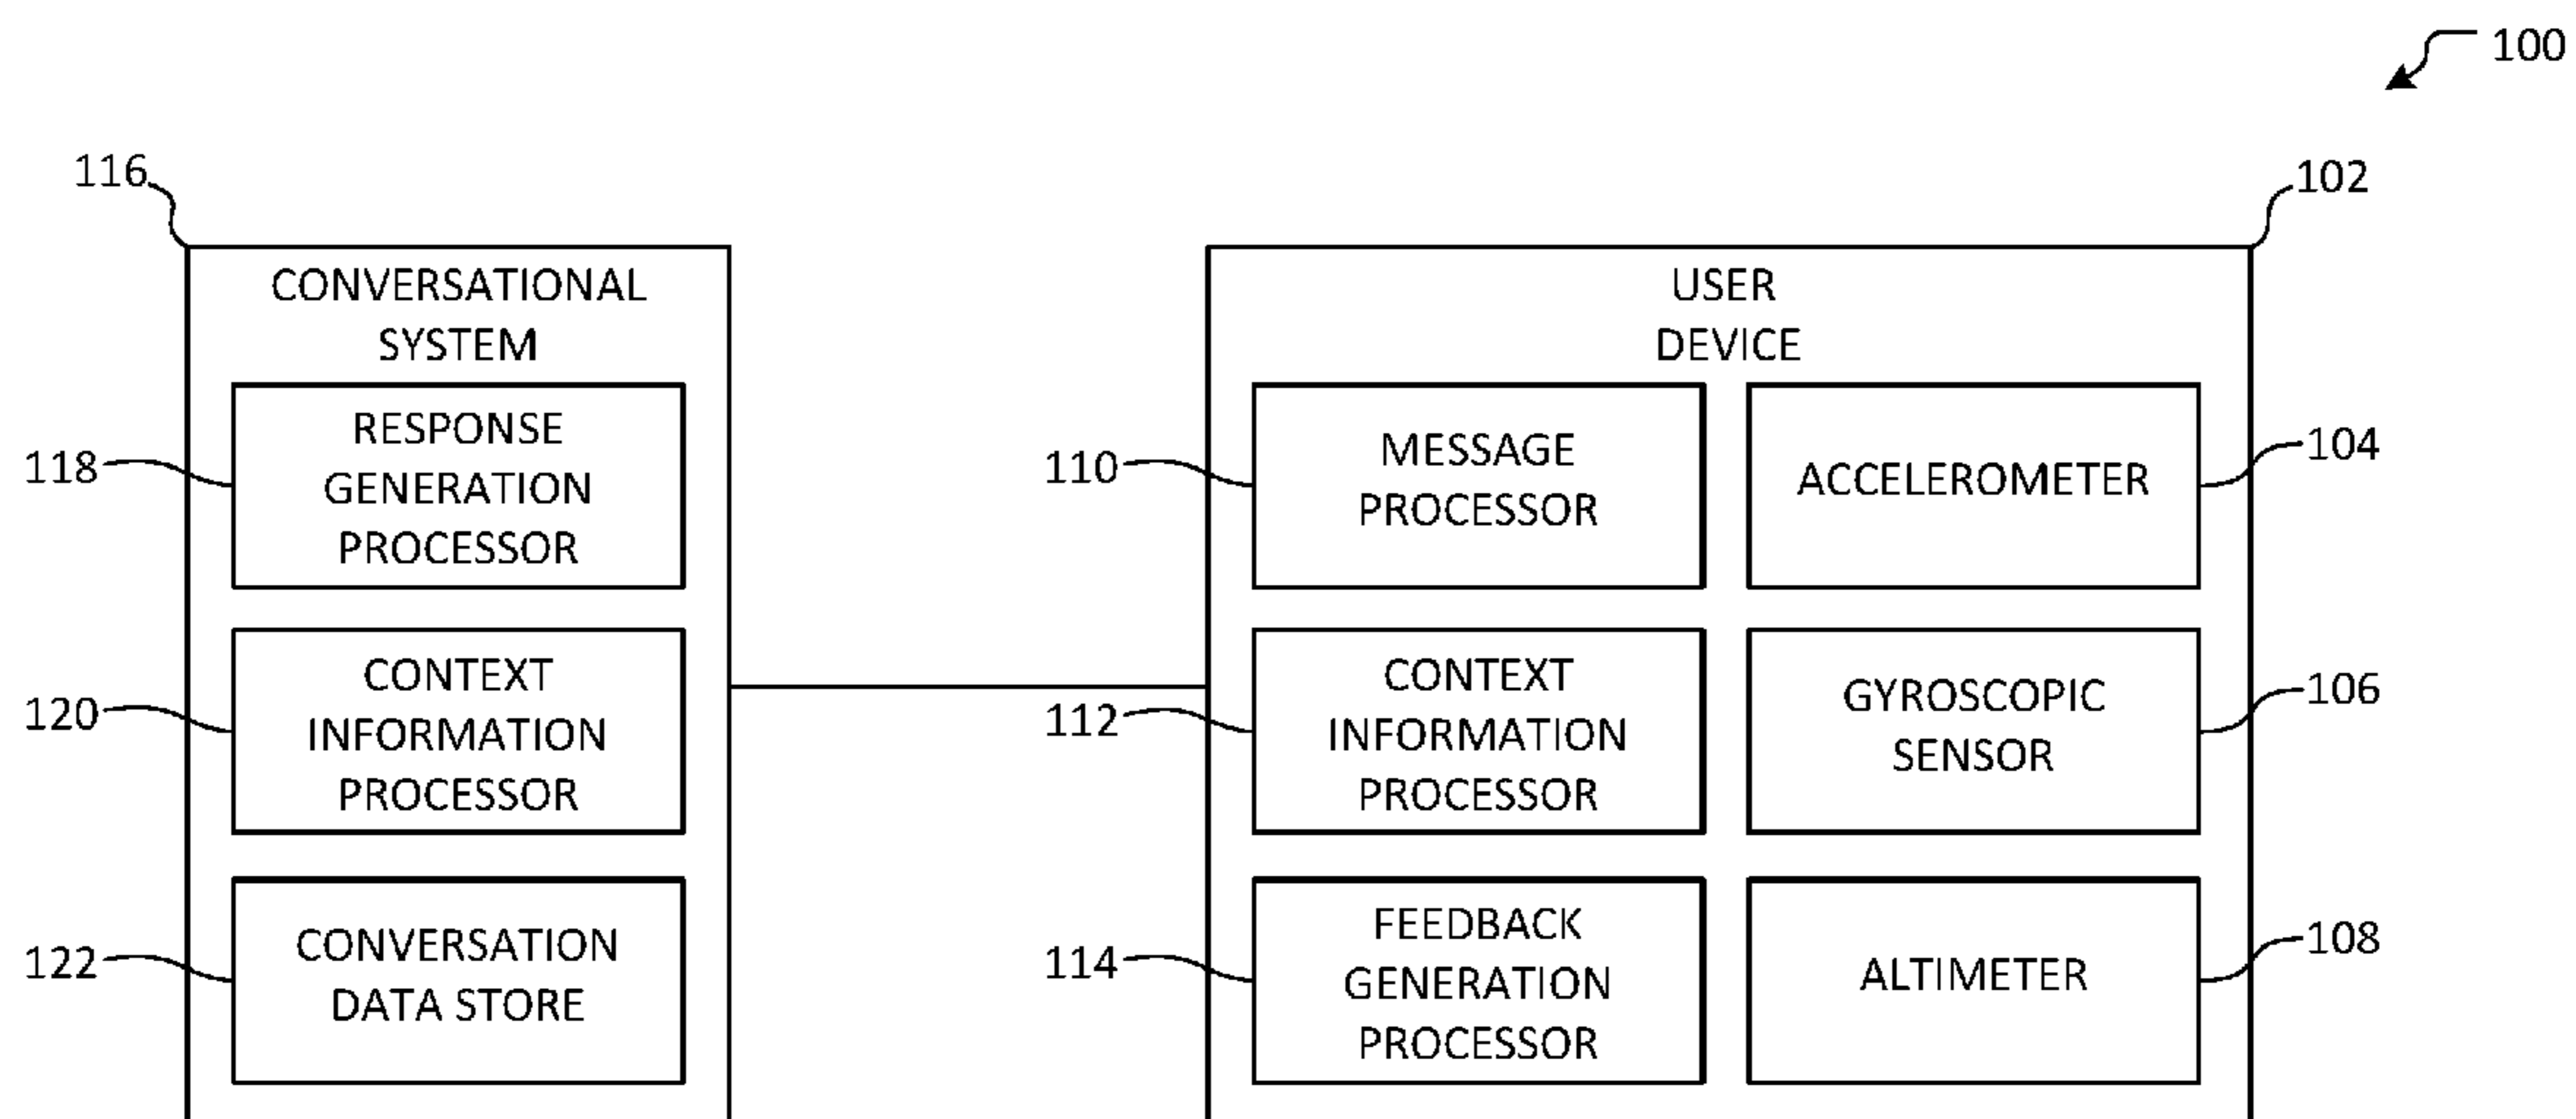 100
116
102
CONVERSATIONAL
SYSTEM
118
RESPONSE
GENERATION
PROCESSOR
120
CONTEXT
INFORMATION
PROCESSOR
122
CONVERSATION
DATA STORE
USER
DEVICE
110
MESSAGE
PROCESSOR
ACCELEROMETER
104
112
CONTEXT
INFORMATION
PROCESSOR
GYROSCOPIC
SENSOR
106
114
FEEDBACK
GENERATION
PROCESSOR
ALTIMETER
108